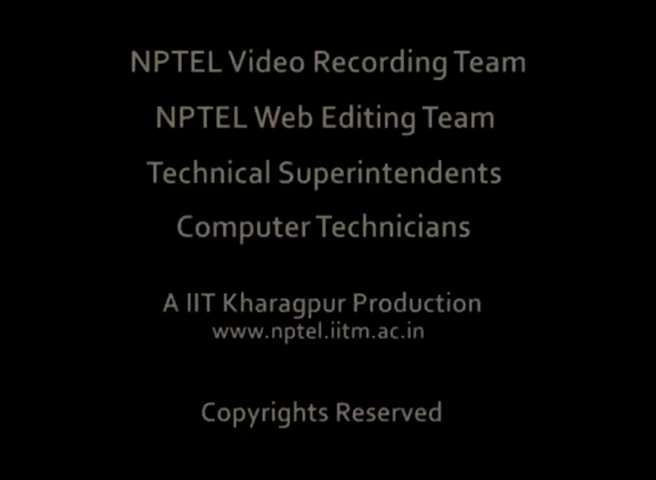 NPTEL Video Recording Team
NPTEL Web Editing Team
Technical Superintendents
Computer Technicians
A IIT Kharagpur Production
www.nptel.iitm.ac.in
Copyrights Reserved